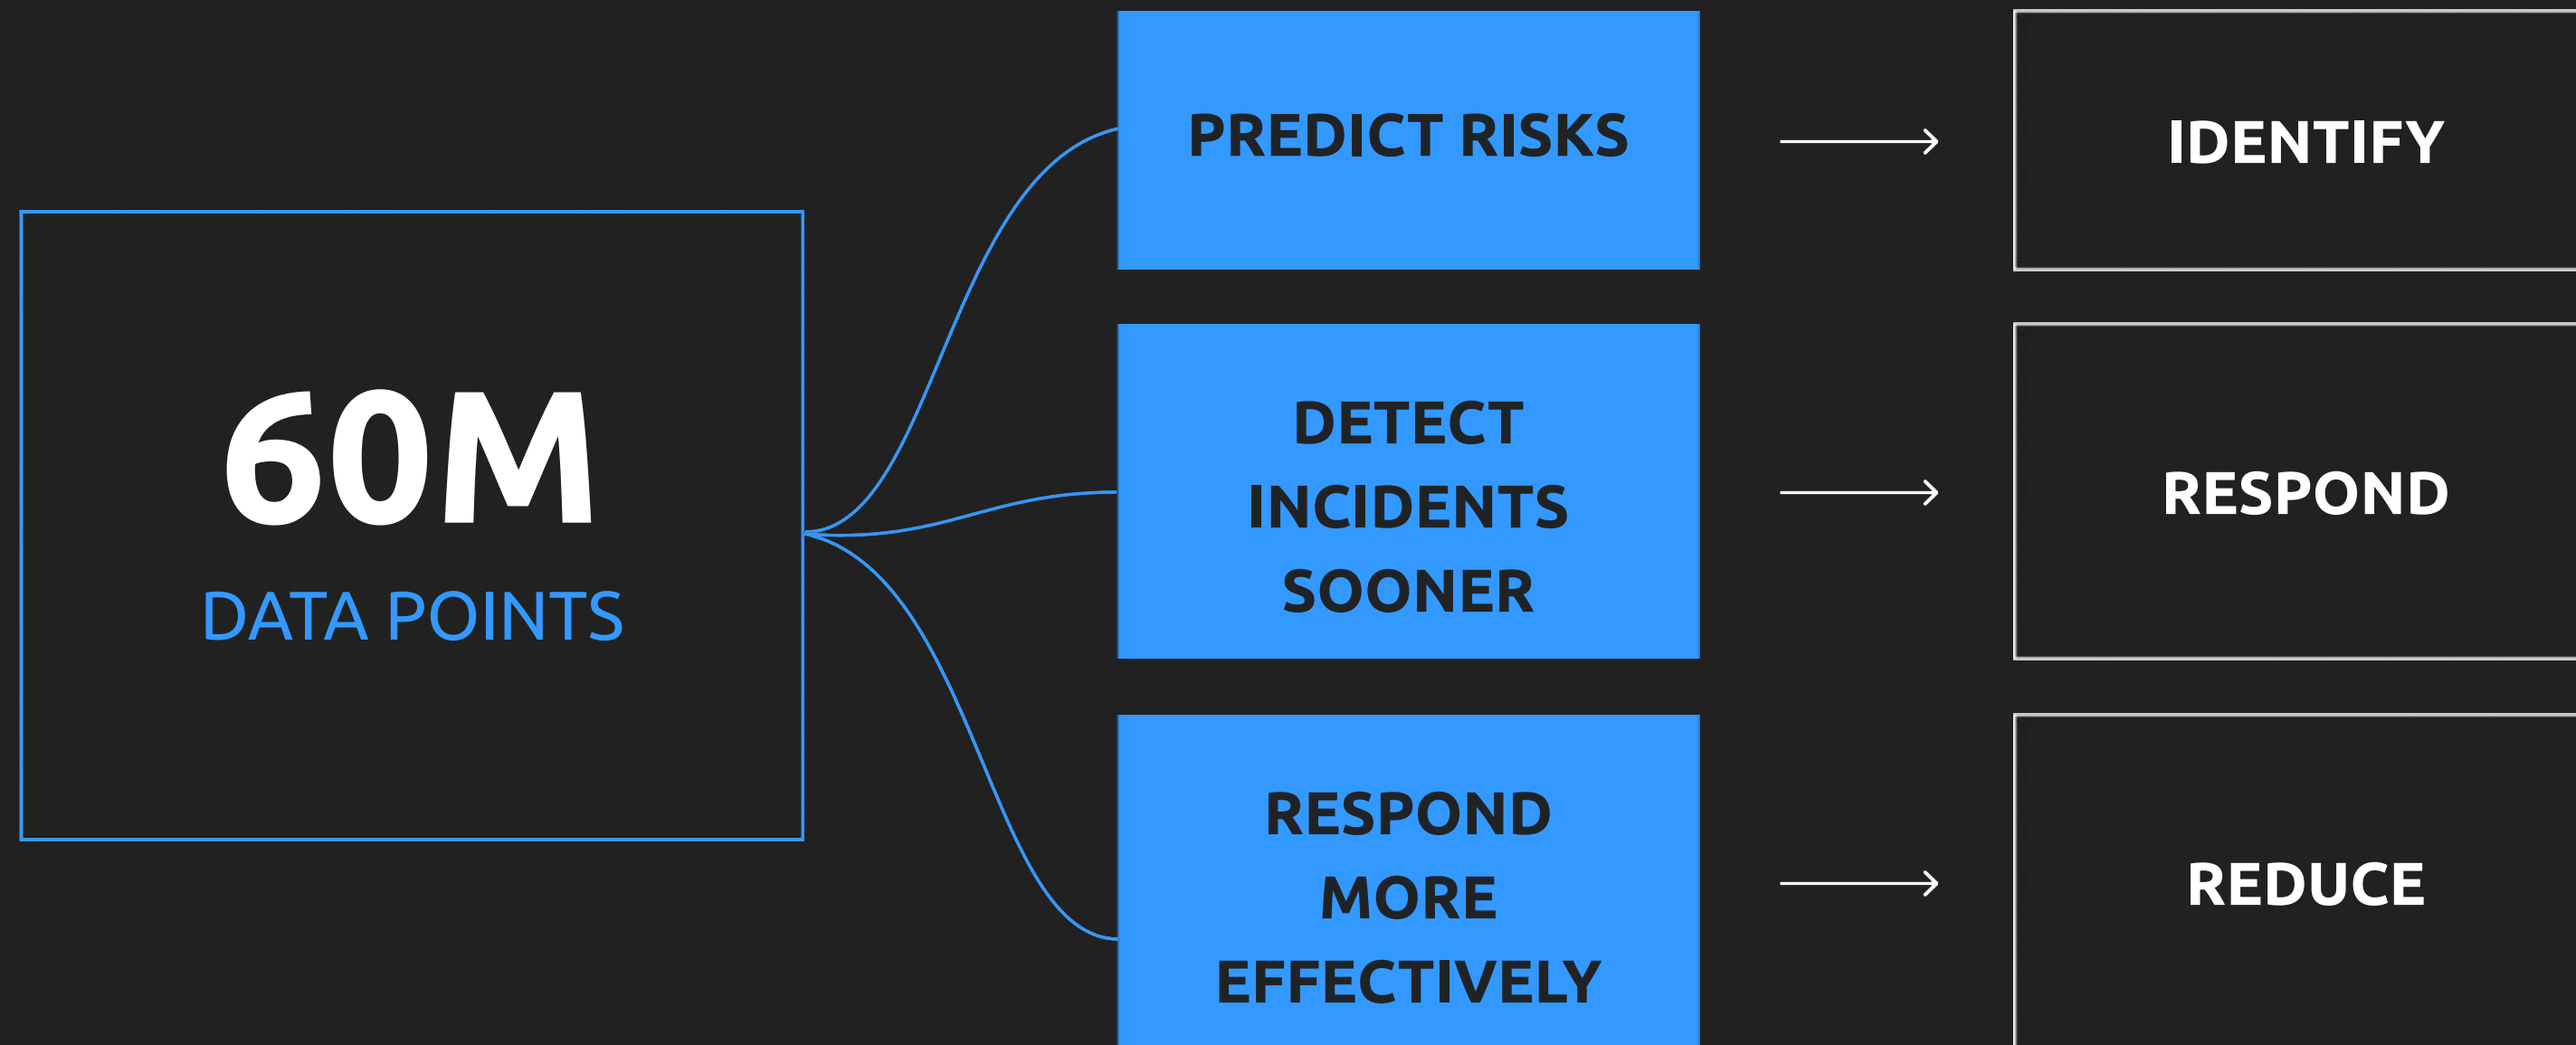 60M
DATA POINTS
PREDICT RISKS
IDENTIFY
DETECT
INCIDENTS
SOONER
RESPOND
RESPOND
MORE
EFFECTIVELY
REDUCE